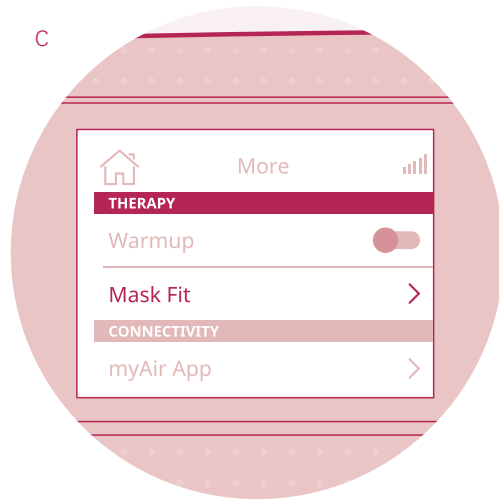 C
More
THERAPY
Warmup
Mask Fit
CONNECTIVITY
myAir App